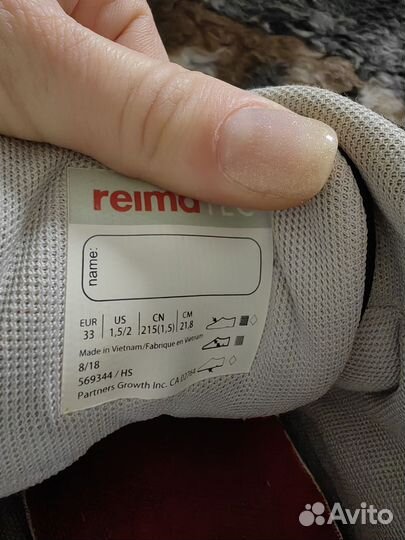 reimaTEC
name:
EUR US CN CM
33 1,5/2 215(1,5) 21,8
Made in Vietnam/Fabrique en Vietnam
8/18
569344 / HS
Partners Growth Inc. CA 02764
Avito